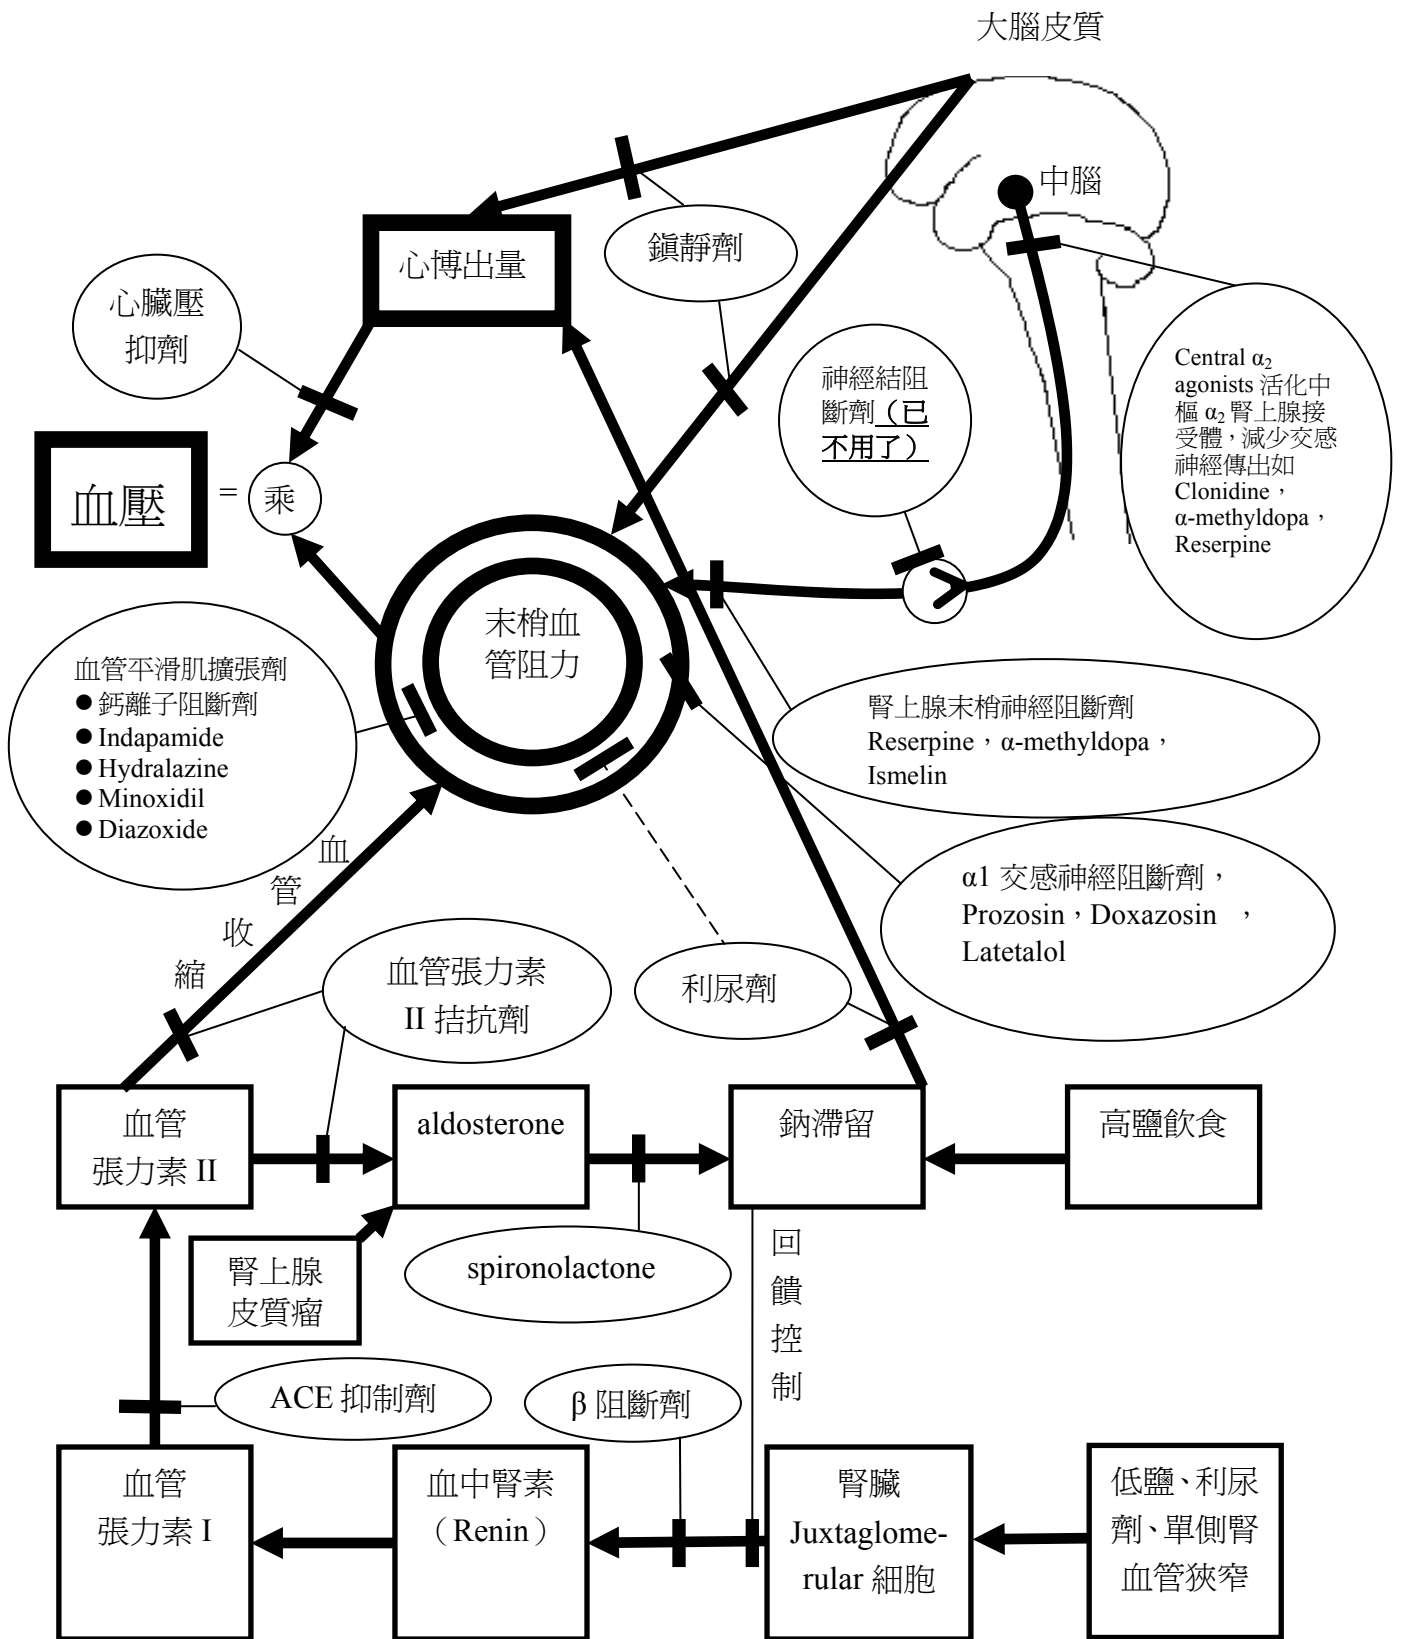 大腦皮質
中腦
心博出量
鎮靜劑
心臟壓
抑劑
神經結阻
斷劑（已
不用了）
Central α₂
agonists 活化中
樞 α₂ 腎上腺接
受體，減少交感
神經傳出如
Clonidine，
α-methyldopa，
Reserpine
血壓
=
乘
末梢血
管阻力
血管平滑肌擴張劑
●鈣離子阻斷劑
●Indapamide
●Hydralazine
●Minoxidil
●Diazoxide
腎上腺末梢神經阻斷劑
Reserpine，α-methyldopa，
Ismelin
α1 交感神經阻斷劑，
Prozosin，Doxazosin ，
Latetalol
血
管
收
縮
血管張力素
II 拮抗劑
利尿劑
血管
張力素 II
aldosterone
鈉滯留
高鹽飲食
腎上腺
皮質瘤
spironolactone
回
饋
控
制
ACE 抑制劑
β 阻斷劑
血管
張力素 I
血中腎素
（Renin）
腎臟
Juxtaglome-
rular 細胞
低鹽、利尿
劑、單側腎
血管狹窄